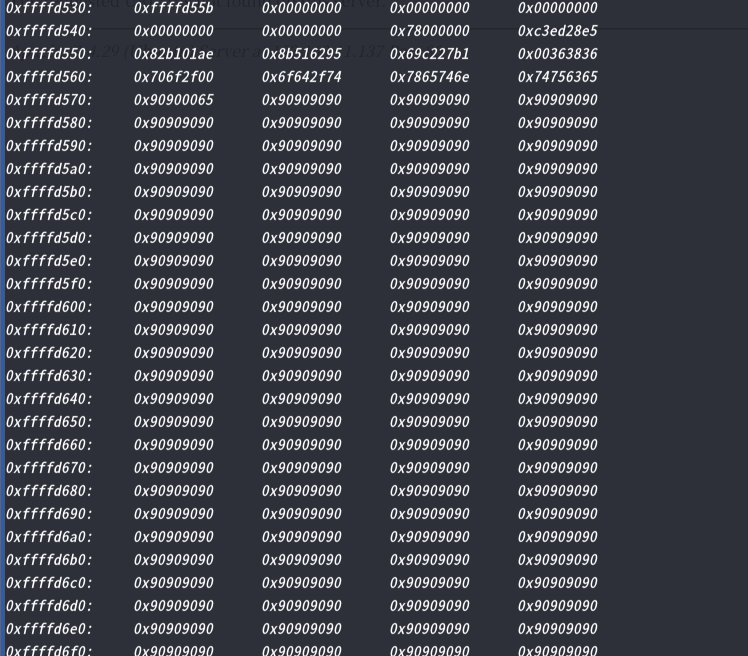 0xffffd530: 0xffffd55b 0x00000000 0x00000000 0x00000000
0xffffd540: 0x00000000 0x00000000 0x78000000 0xc3ed28e5
0xffffd550: 0x82b101ae 0x8b516295 0x69c227b1 0x00363836
0xffffd560: 0x706f2f00 0x6f642f74 0x7865746e 0x74756365
0xffffd570: 0x90900065 0x90909090 0x90909090 0x90909090
0xffffd580: 0x90909090 0x90909090 0x90909090 0x90909090
0xffffd590: 0x90909090 0x90909090 0x90909090 0x90909090
0xffffd5a0: 0x90909090 0x90909090 0x90909090 0x90909090
0xffffd5b0: 0x90909090 0x90909090 0x90909090 0x90909090
0xffffd5c0: 0x90909090 0x90909090 0x90909090 0x90909090
0xffffd5d0: 0x90909090 0x90909090 0x90909090 0x90909090
0xffffd5e0: 0x90909090 0x90909090 0x90909090 0x90909090
0xffffd5f0: 0x90909090 0x90909090 0x90909090 0x90909090
0xffffd600: 0x90909090 0x90909090 0x90909090 0x90909090
0xffffd610: 0x90909090 0x90909090 0x90909090 0x90909090
0xffffd620: 0x90909090 0x90909090 0x90909090 0x90909090
0xffffd630: 0x90909090 0x90909090 0x90909090 0x90909090
0xffffd640: 0x90909090 0x90909090 0x90909090 0x90909090
0xffffd650: 0x90909090 0x90909090 0x90909090 0x90909090
0xffffd660: 0x90909090 0x90909090 0x90909090 0x90909090
0xffffd670: 0x90909090 0x90909090 0x90909090 0x90909090
0xffffd680: 0x90909090 0x90909090 0x90909090 0x90909090
0xffffd690: 0x90909090 0x90909090 0x90909090 0x90909090
0xffffd6a0: 0x90909090 0x90909090 0x90909090 0x90909090
0xffffd6b0: 0x90909090 0x90909090 0x90909090 0x90909090
0xffffd6c0: 0x90909090 0x90909090 0x90909090 0x90909090
0xffffd6d0: 0x90909090 0x90909090 0x90909090 0x90909090
0xffffd6e0: 0x90909090 0x90909090 0x90909090 0x90909090
0xffffd6f0: 0x90909090 0x90909090 0x90909090 0x90909090